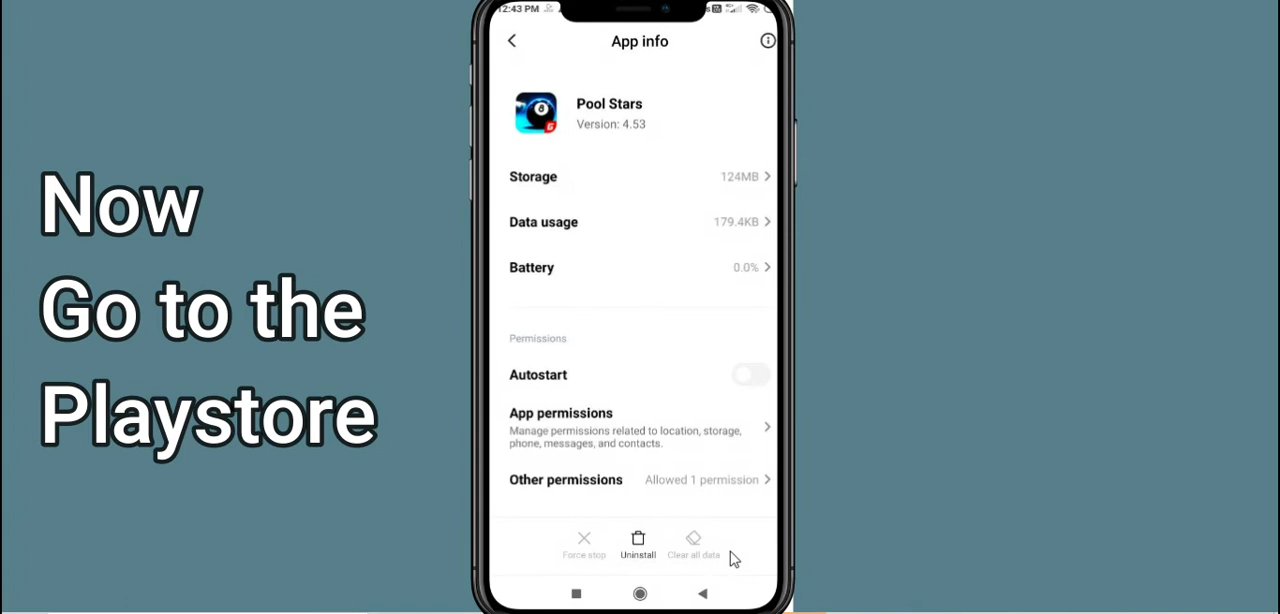 12:43 PM
App info
8
G
Pool Stars
Version: 4.53
Storage 124MB
Data usage 179.4KB
Battery 0.0%
Now
Go to the
Playstore
Permissions
Autostart
App permissions
Manage permissions related to location, storage,
phone, messages, and contacts.
Other permissions Allowed 1 permission
Force stop Uninstall Clear all data